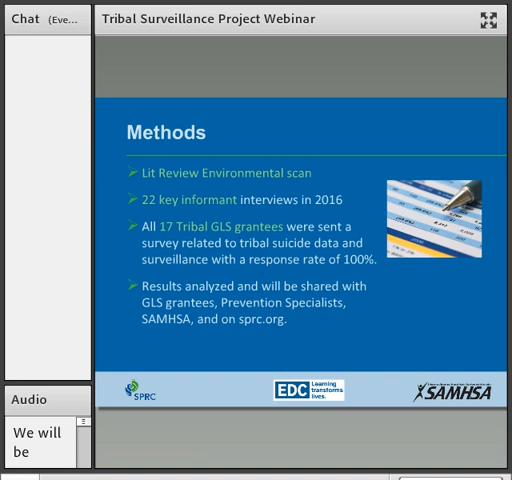 Chat (Eve...
Tribal Surveillance Project Webinar
Methods
Lit Review Environmental scan
22 key informant interviews in 2016
All 17 Tribal GLS grantees were sent a
survey related to tribal suicide data and
surveillance with a response rate of 100%.
Results analyzed and will be shared with
GLS grantees, Prevention Specialists,
SAMHSA, and on sprc.org.
SPRC
EDC Learning
transforms
lives.
SAMHSA
Audio
We will
be